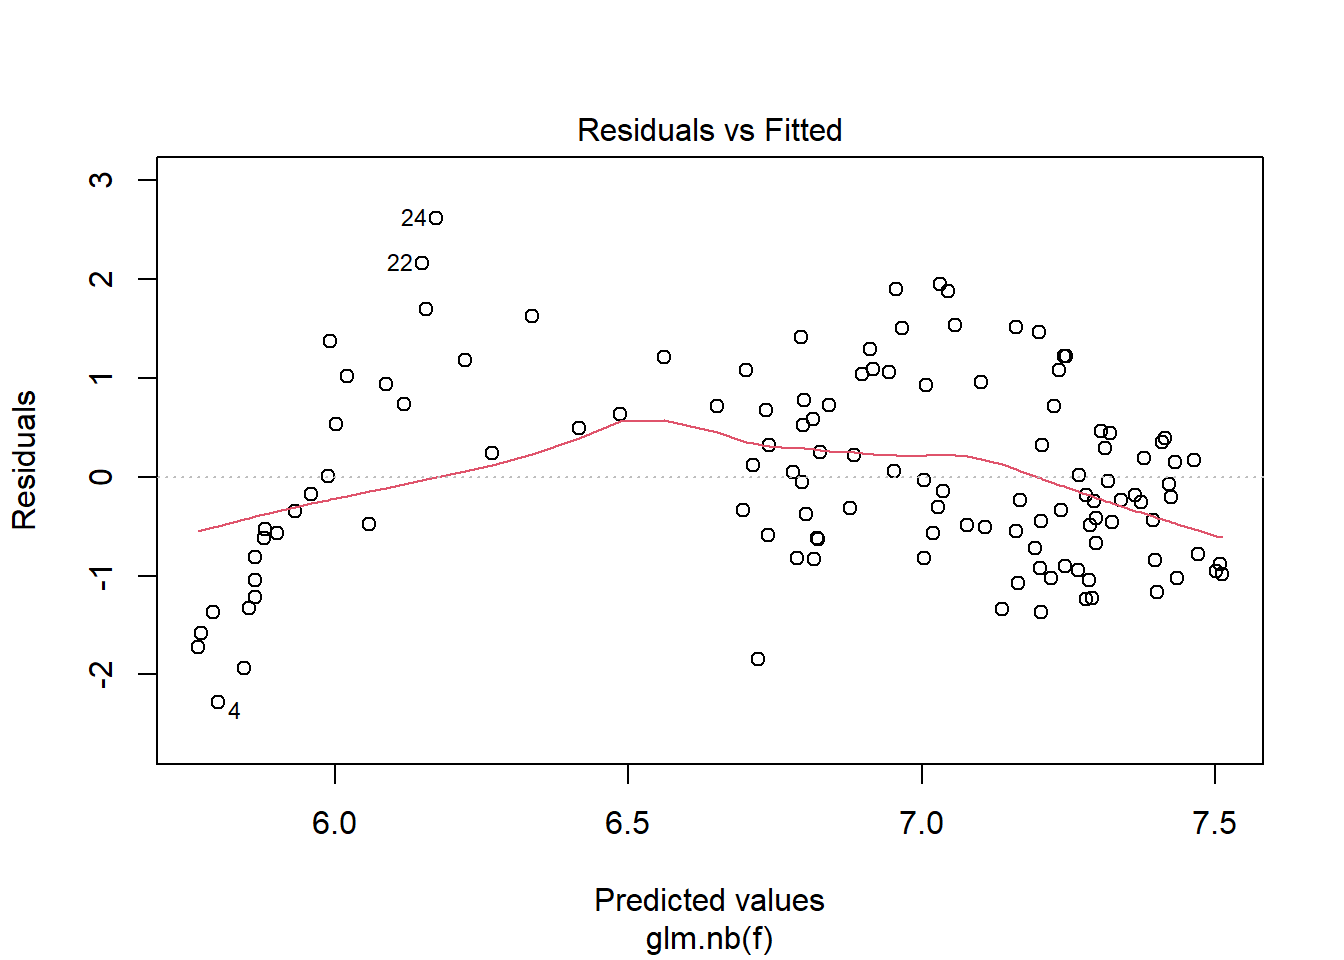 Residuals vs Fitted
Residuals
3
2
1
0
-1
-2
24
22
4
6.0 6.5 7.0 7.5
Predicted values
glm.nb(f)